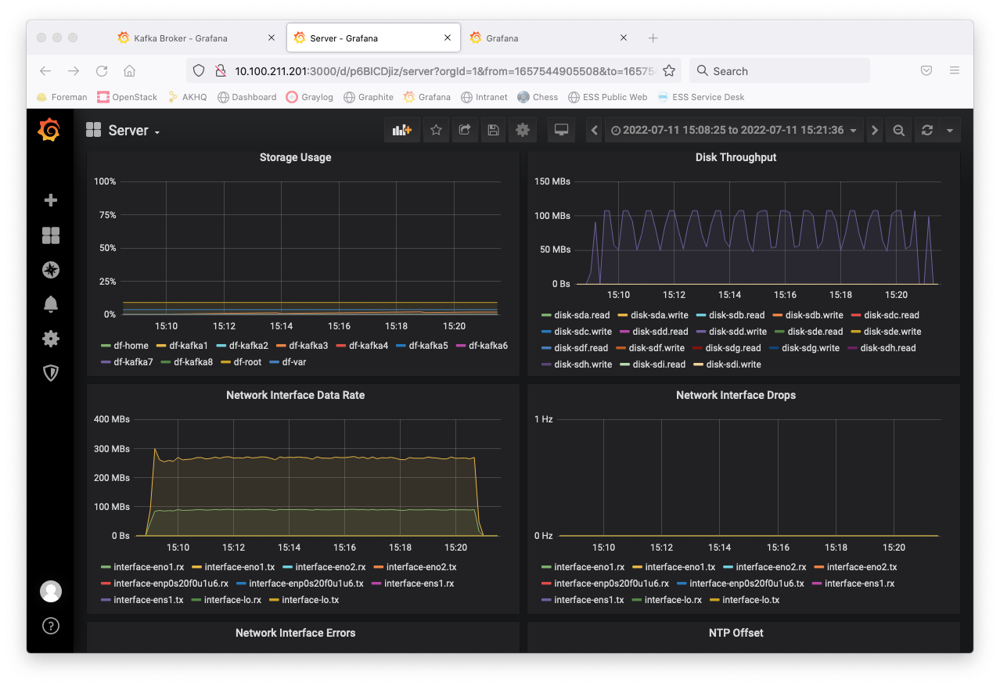 Kafka Broker - Grafana
Server - Grafana
Grafana
10.100.211.201:3000/d/p6BlCDjiz/server?orgId=1&from=1657544905508&to=16575
Search
Foreman OpenStack AKHQ Dashboard Graylog Graphite Grafana Intranet Chess ESS Public Web ESS Service Desk
Server
2022-07-11 15:08:25 to 2022-07-11 15:21:36
Storage Usage
100%
75%
50%
25%
0%
15:10 15:12 15:14 15:16 15:18 15:20
df-home df-kafka1 df-kafka2 df-kafka3 df-kafka4 df-kafka5 df-kafka6
df-kafka7 df-kafka8 df-root df-var
Disk Throughput
150 MBs
100 MBs
50 MBs
0 Bs
15:10 15:12 15:14 15:16 15:18 15:20
disk-sda.read disk-sda.write disk-sdb.read disk-sdb.write disk-sdc.read
disk-sdc.write disk-sdd.read disk-sdd.write disk-sde.read disk-sde.write
disk-sdf.read disk-sdf.write disk-sdg.read disk-sdg.write disk-sdh.read
disk-sdh.write disk-sdi.read disk-sdi.write
Network Interface Data Rate
400 MBs
300 MBs
200 MBs
100 MBs
0 Bs
15:10 15:12 15:14 15:16 15:18 15:20
interface-eno1.rx interface-eno1.tx interface-eno2.rx interface-eno2.tx
interface-enp0s20f0u1u6.rx interface-enp0s20f0u1u6.tx interface-ens1.rx
interface-ens1.tx interface-lo.rx interface-lo.tx
Network Interface Drops
1 Hz
0 Hz
15:10 15:12 15:14 15:16 15:18 15:20
interface-eno1.rx interface-eno1.tx interface-eno2.rx interface-eno2.tx
interface-enp0s20f0u1u6.rx interface-enp0s20f0u1u6.tx interface-ens1.rx
interface-ens1.tx interface-lo.rx interface-lo.tx
Network Interface Errors
NTP Offset